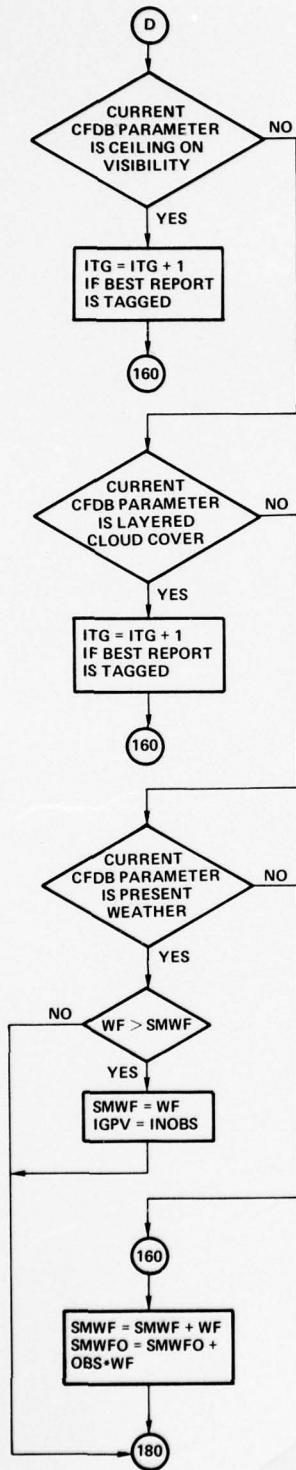 D
CURRENT
CFDB PARAMETER
IS CEILING ON
VISIBILITY
NO
YES
ITG = ITG + 1
IF BEST REPORT
IS TAGGED
160
CURRENT
CFDB PARAMETER
IS LAYERED
CLOUD COVER
NO
YES
ITG = ITG + 1
IF BEST REPORT
IS TAGGED
160
CURRENT
CFDB PARAMETER
IS PRESENT
WEATHER
NO
YES
NO
WF > SMWF
YES
SMWF = WF
IGPV = INOBS
160
SMWF = SMWF + WF
SMWFO = SMWFO +
OBS*WF
180